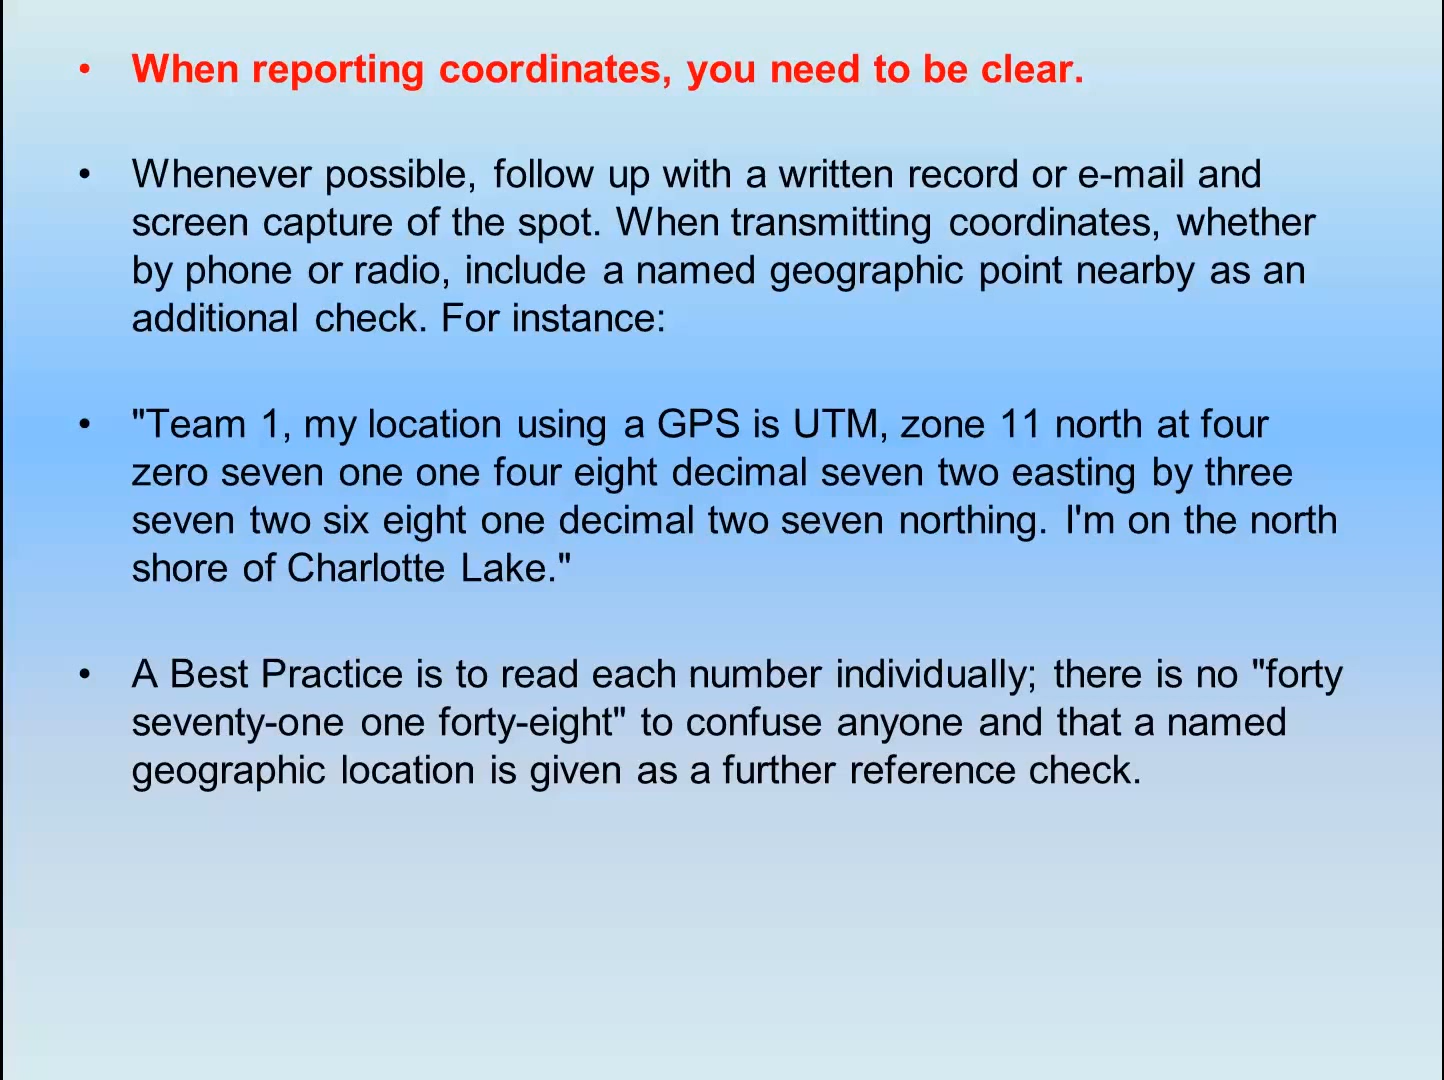 • When reporting coordinates, you need to be clear.
• Whenever possible, follow up with a written record or e-mail and
screen capture of the spot. When transmitting coordinates, whether
by phone or radio, include a named geographic point nearby as an
additional check. For instance:
• "Team 1, my location using a GPS is UTM, zone 11 north at four
zero seven one one four eight decimal seven two easting by three
seven two six eight one decimal two seven northing. I'm on the north
shore of Charlotte Lake."
• A Best Practice is to read each number individually; there is no "forty
seventy-one one forty-eight" to confuse anyone and that a named
geographic location is given as a further reference check.